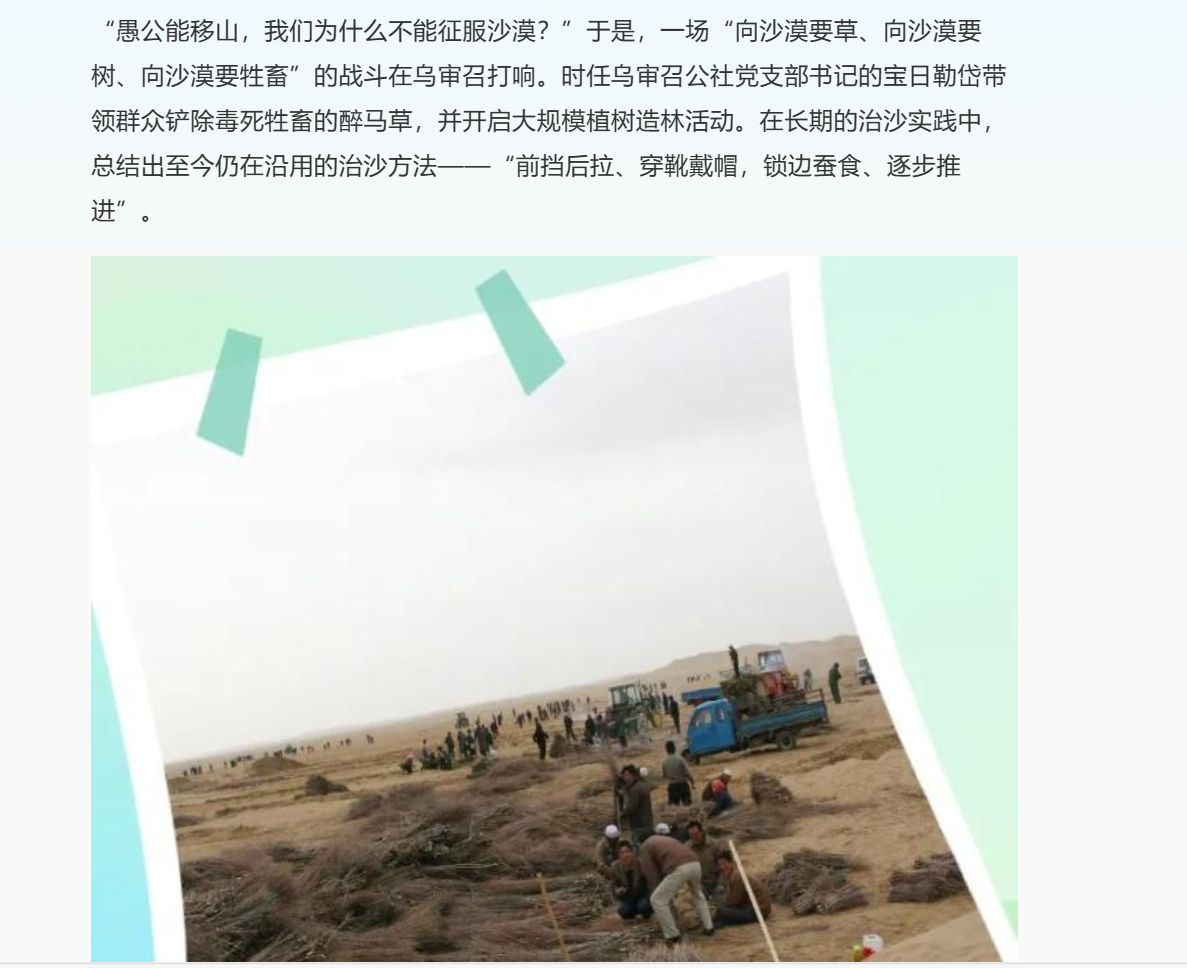 “愚公能移山，我们为什么不能征服沙漠？”于是，一场“向沙漠要草、向沙漠要
树、向沙漠要牲畜”的战斗在乌审召打响。时任乌审召公社党支部书记的宝日勒岱带
领群众铲除毒死牲畜的醉马草，并开启大规模植树造林活动。在长期的治沙实践中，
总结出至今仍在沿用的治沙方法——“前挡后拉、穿靴戴帽，锁边蚕食、逐步推
进”。